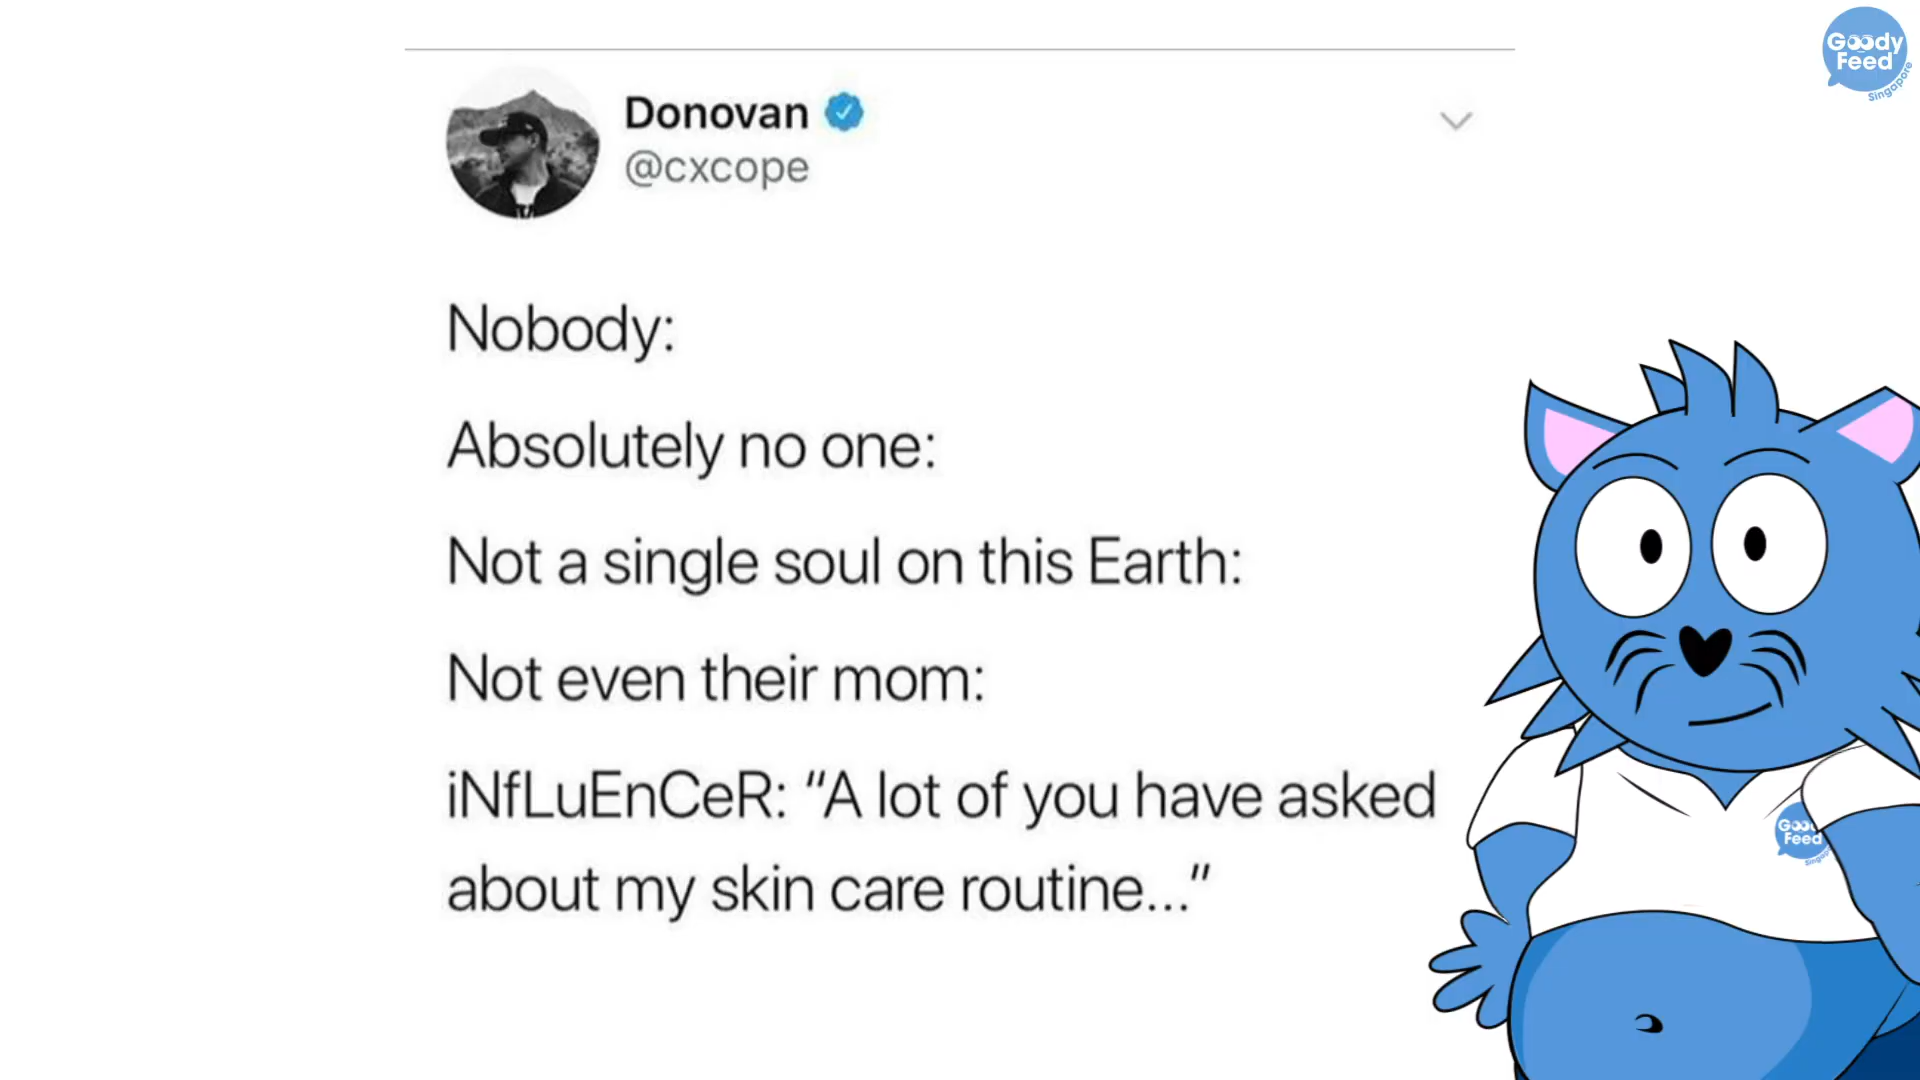 Goody
Feed
Singapore
Donovan
@cxcope
Nobody:
Absolutely no one:
Not a single soul on this Earth:
Not even their mom:
iNfLuEnCeR: “A lot of you have asked
about my skin care routine...”
Feed